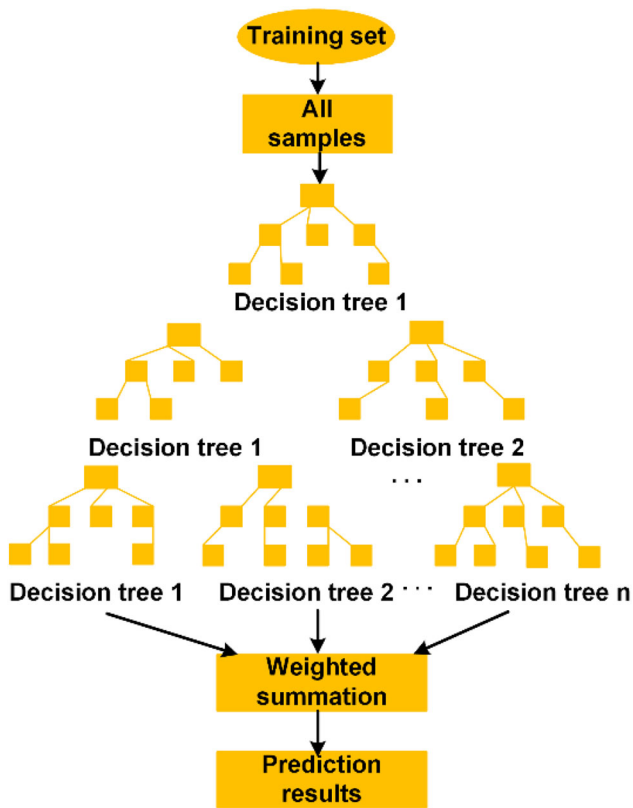 Training set
All
samples
Decision tree 1
Decision tree 1
Decision tree 2
...
Decision tree 1
Decision tree 2
...
Decision tree n
Weighted
summation
Prediction
results